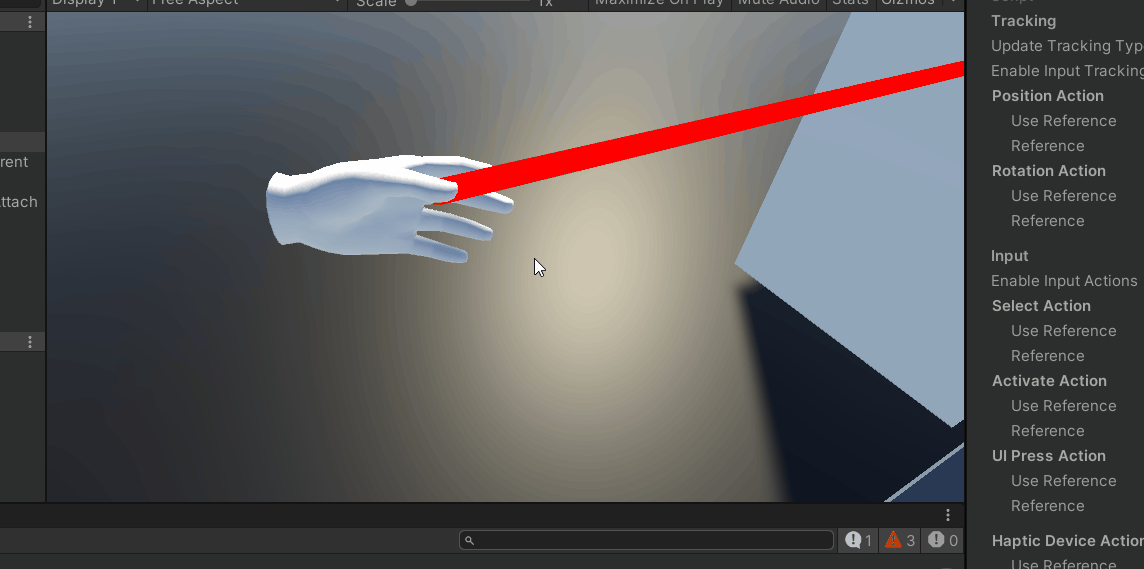 Display 1
Free Aspect
Scale
1x
Maximize On Play
Mute Audio
Stats
Gizmos
rent
ttach
Tracking
Update Tracking Typ
Enable Input Tracking
Position Action
Use Reference
Reference
Rotation Action
Use Reference
Reference
Input
Enable Input Actions
Select Action
Use Reference
Reference
Activate Action
Use Reference
Reference
UI Press Action
Use Reference
Reference
Haptic Device Action
Use Reference
1
3
0